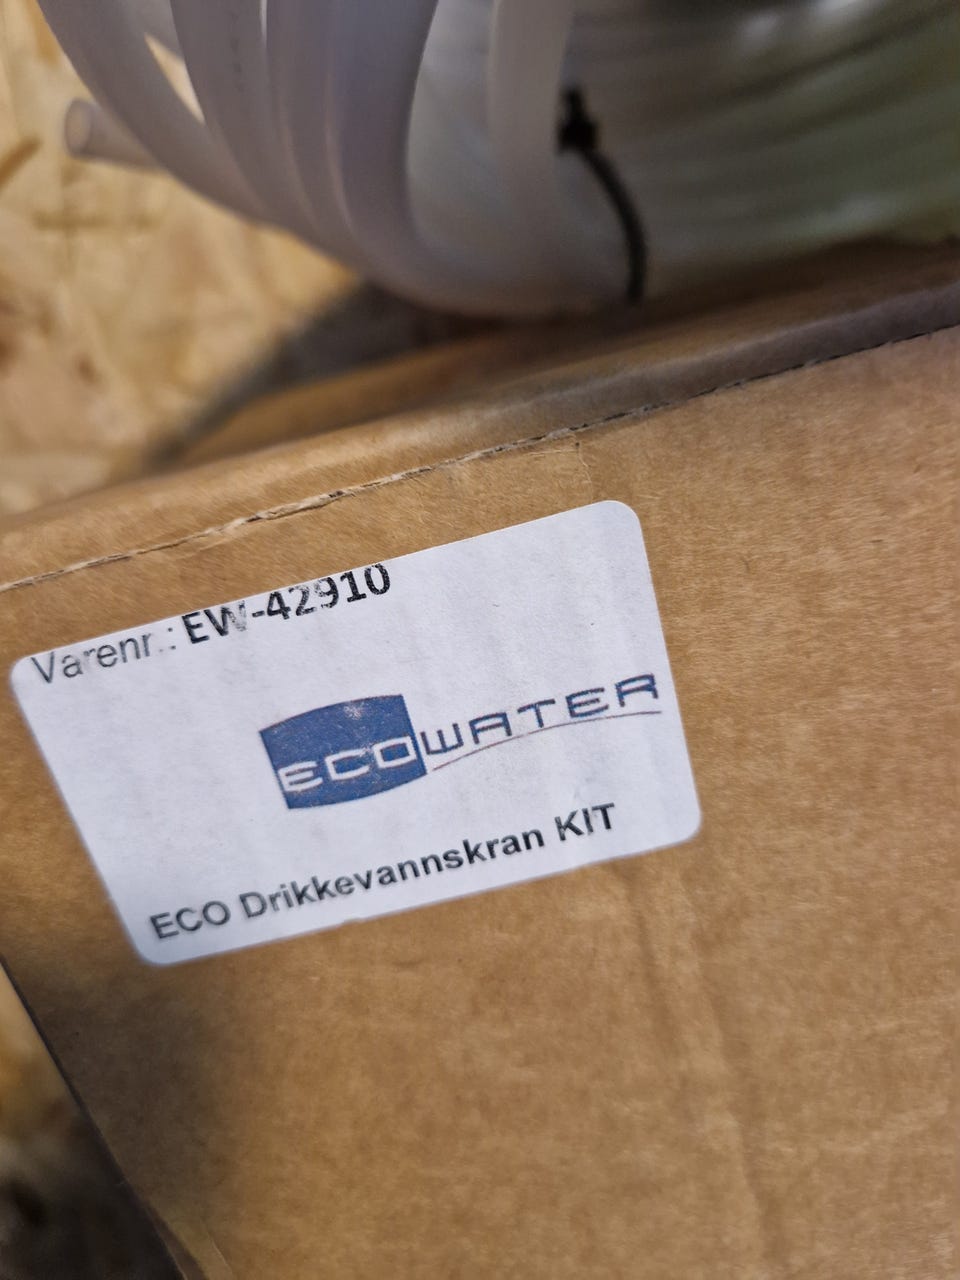 Varenr.: EW-42910
ECOWATER
ECO Drikkevannskran KIT